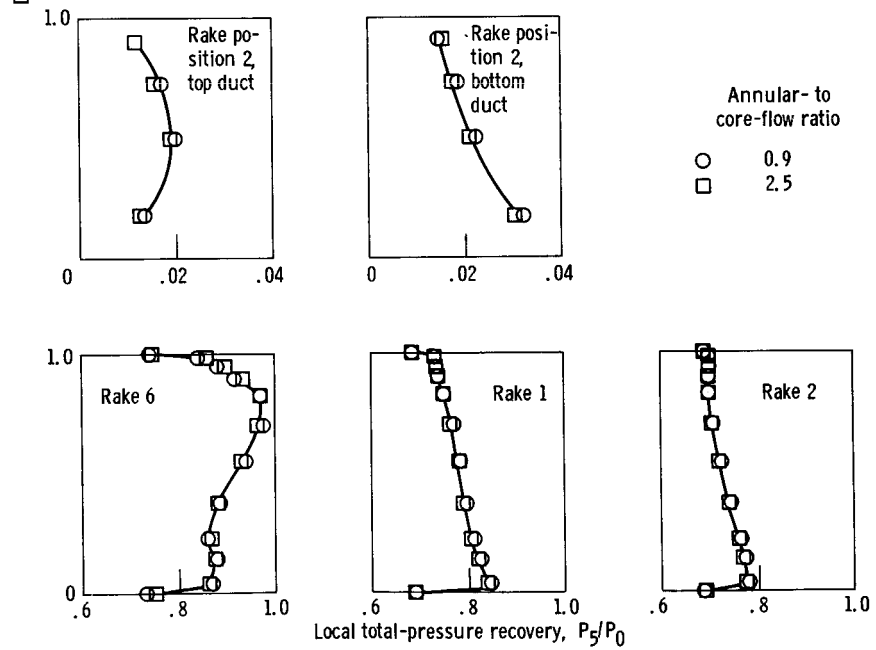 1.0
Rake po-
sition 2,
top duct
Rake posi-
tion 2,
bottom
duct
Annular- to
core-flow ratio
0.9
2.5
0 .02 .04
0 .02 .04
1.0
Rake 6
Rake 1
Rake 2
0
.6 .8 1.0
.6 .8 1.0
.6 .8 1.0
Local total-pressure recovery, P5/P0